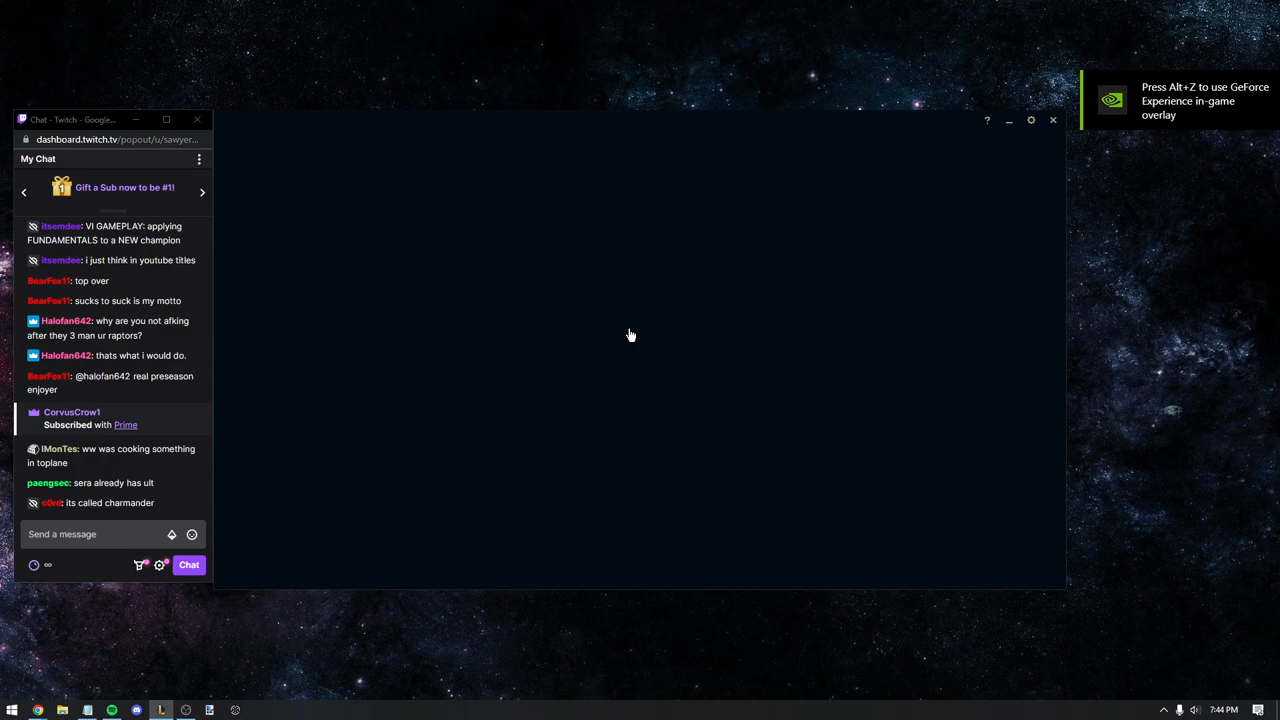 Press Alt+Z to use GeForce
Experience in-game
overlay
Chat - Twitch - Google...
dashboard.twitch.tv/popout/u/sawyer...
My Chat
1
Gift a Sub now to be #1!
itsemdee: VI GAMEPLAY: applying
FUNDAMENTALS to a NEW champion
itsemdee: i just think in youtube titles
BearFox11: top over
BearFox11: sucks to suck is my motto
Halofan642: why are you not afking
after they 3 man ur raptors?
Halofan642: thats what i would do.
BearFox11: @halofan642 real preseason
enjoyer
CorvusCrow1
Subscribed with Prime
IMonTes: ww was cooking something
in toplane
paengsec: sera already has ult
c0rd: its called charmander
Send a message
Chat
?
7:44 PM